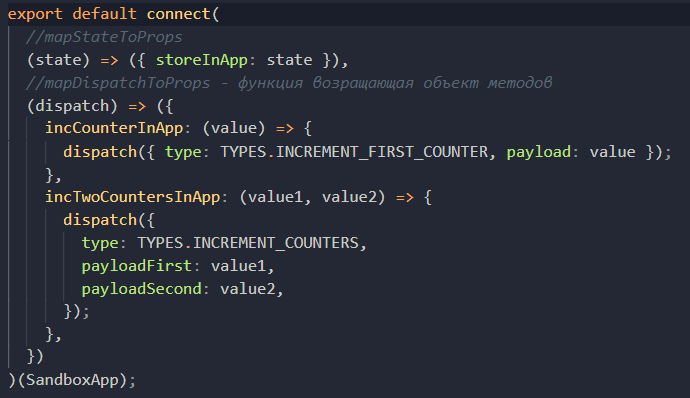 export default connect(
//mapStateToProps
(state) => ({ storeInApp: state }),
//mapDispatchToProps - функция возращающая объект методов
(dispatch) => ({
incCounterInApp: (value) => {
dispatch({ type: TYPES.INCREMENT_FIRST_COUNTER, payload: value });
},
incTwoCountersInApp: (value1, value2) => {
dispatch({
type: TYPES.INCREMENT_COUNTERS,
payloadFirst: value1,
payloadSecond: value2,
});
},
})
)(SandboxApp);